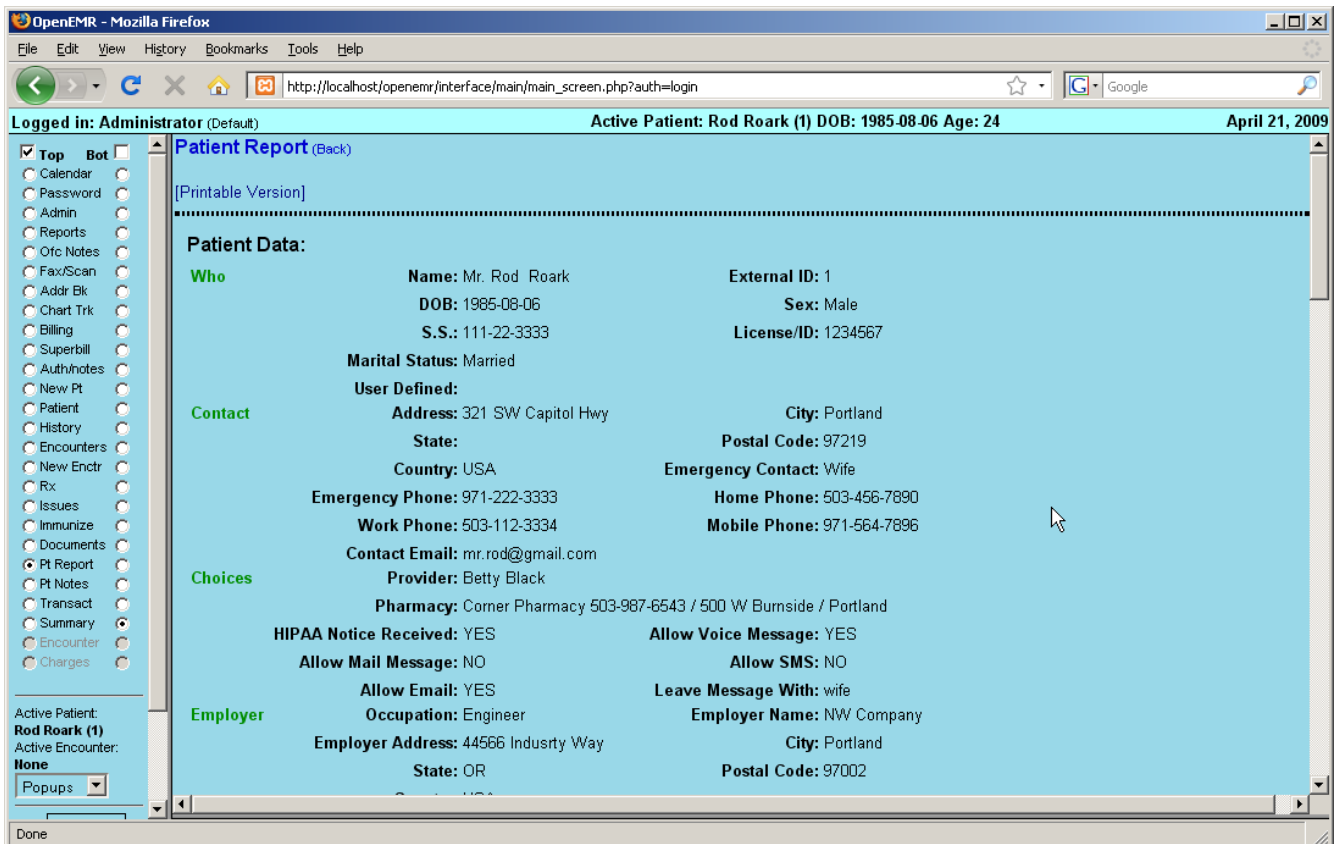 OpenEMR - Mozilla Firefox
File Edit View History Bookmarks Tools Help
http://localhost/openemr/interface/main/main_screen.php?auth=login
G Google
Logged in: Administrator (Default) Active Patient: Rod Roark (1) DOB: 1985-08-06 Age: 24 April 21, 2009
Top Bot
Calendar
Password
Admin
Reports
Ofc Notes
Fax/Scan
Addr Bk
Chart Trk
Billing
Superbill
Auth/notes
New Pt
Patient
History
Encounters
New Enctr
Rx
Issues
Immunize
Documents
Pt Report
Pt Notes
Transact
Summary
Encounter
Charges
Active Patient:
Rod Roark (1)
Active Encounter:
None
Popups
Patient Report (Back)
[Printable Version]
Patient Data:
Who Name: Mr. Rod Roark External ID: 1
DOB: 1985-08-06 Sex: Male
S.S.: 111-22-3333 License/ID: 1234567
Marital Status: Married
User Defined:
Contact Address: 321 SW Capitol Hwy City: Portland
State: Postal Code: 97219
Country: USA Emergency Contact: Wife
Emergency Phone: 971-222-3333 Home Phone: 503-456-7890
Work Phone: 503-112-3334 Mobile Phone: 971-564-7896
Contact Email: mr.rod@gmail.com
Choices Provider: Betty Black
Pharmacy: Corner Pharmacy 503-987-6543 / 500 W Burnside / Portland
HIPAA Notice Received: YES Allow Voice Message: YES
Allow Mail Message: NO Allow SMS: NO
Allow Email: YES Leave Message With: wife
Employer Occupation: Engineer Employer Name: NW Company
Employer Address: 44566 Indusrty Way City: Portland
State: OR Postal Code: 97002
Done